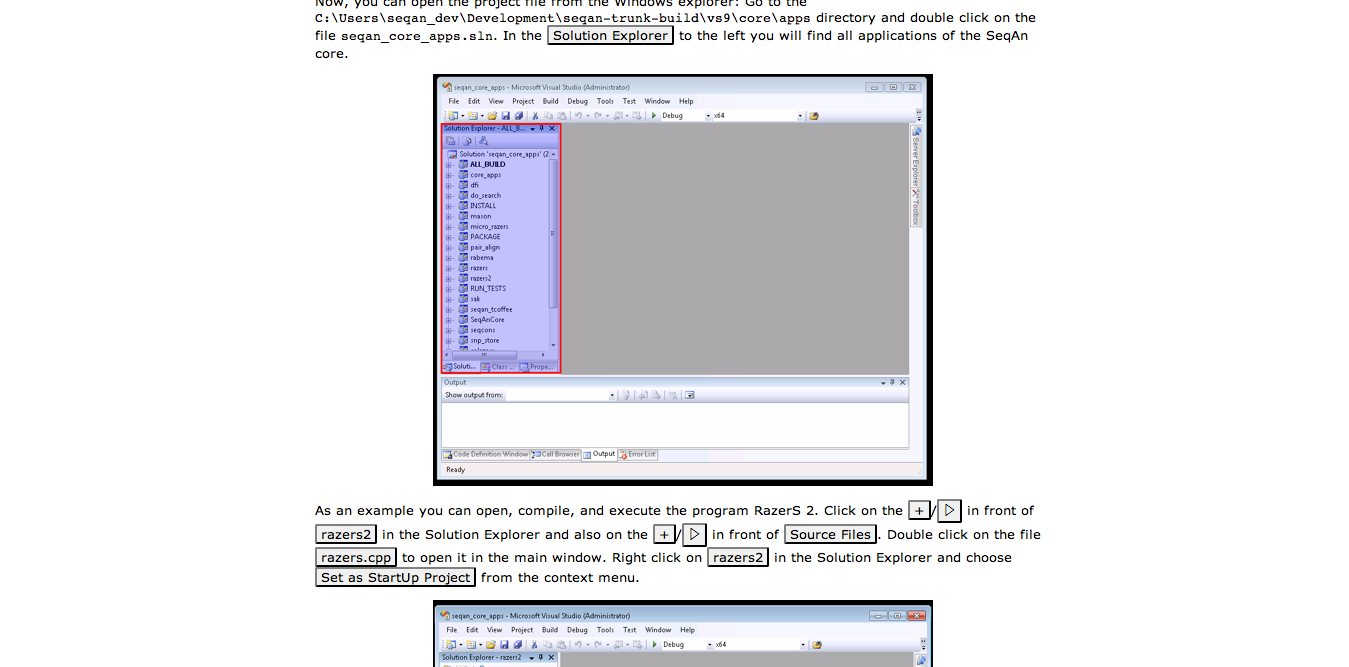 Now, you can open the project file from the Windows explorer: Go to the
C:\Users\seqan_dev\Development\seqan-trunk-build\vs9\core\apps directory and double click on the
file seqan_core_apps.sln. In the Solution Explorer to the left you will find all applications of the SeqAn
core.
seqan_core_apps - Microsoft Visual Studio (Administrator)
File Edit View Project Build Debug Tools Test Window Help
Debug x64
Solution Explorer - ALL_B...
Solution 'seqan_core_apps' (2
ALL_BUILD
core_apps
dfi
do_search
INSTALL
mason
micro_razers
PACKAGE
pair_align
rabema
razers
razers2
RUN_TESTS
sak
seqan_tcoffee
SeqAnCore
seqcons
snp_store
Soluti... Class ... Prope...
Server Explorer
Toolbox
Output
Show output from:
Code Definition Window Call Browser Output Error List
Ready
As an example you can open, compile, and execute the program RazerS 2. Click on the +/▷ in front of
razers2 in the Solution Explorer and also on the +/▷ in front of Source Files. Double click on the file
razers.cpp to open it in the main window. Right click on razers2 in the Solution Explorer and choose
Set as StartUp Project from the context menu.
seqan_core_apps - Microsoft Visual Studio (Administrator)
File Edit View Project Build Debug Tools Test Window Help
Debug x64
Solution Explorer - razers2